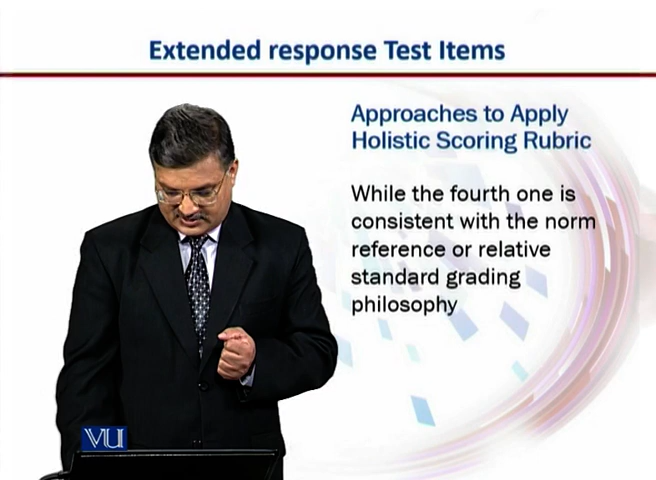 Extended response Test Items
Approaches to Apply
Holistic Scoring Rubric
While the fourth one is
consistent with the norm
reference or relative
standard grading
philosophy
VU